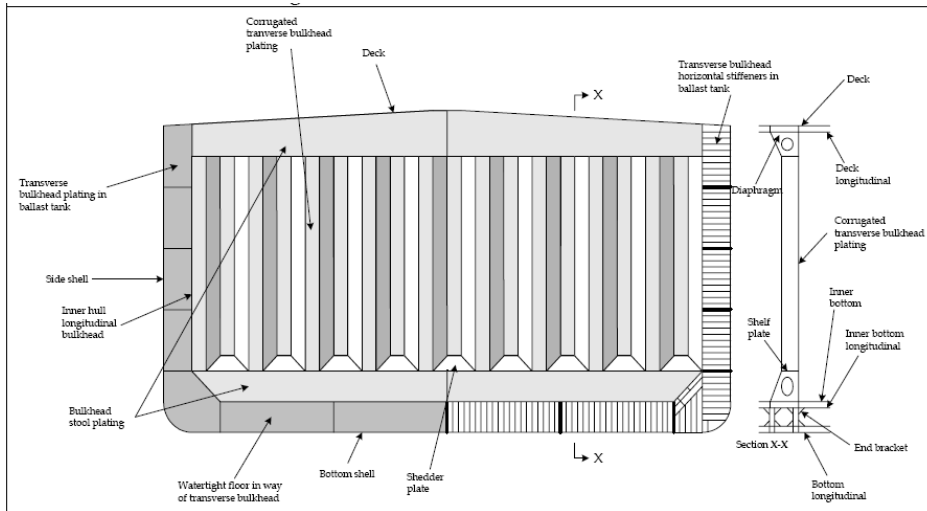 Corrugated
tranverse bulkhead
plating
Deck
X
Transverse bulkhead
horizontal stiffeners in
ballast tank
Deck
Transverse
bulkhead plating in
ballast tank
Diaphragm
Deck
longitudinal
Corrugated
transverse bulkhead
plating
Side shell
Inner hull
longitudinal
bulkhead
Shelf
plate
Inner
bottom
Inner bottom
longitudinal
Bulkhead
stool plating
Watertight floor in way
of transverse bulkhead
Bottom shell
Shedder
plate
X
Section X-X
End bracket
Bottom
longitudinal